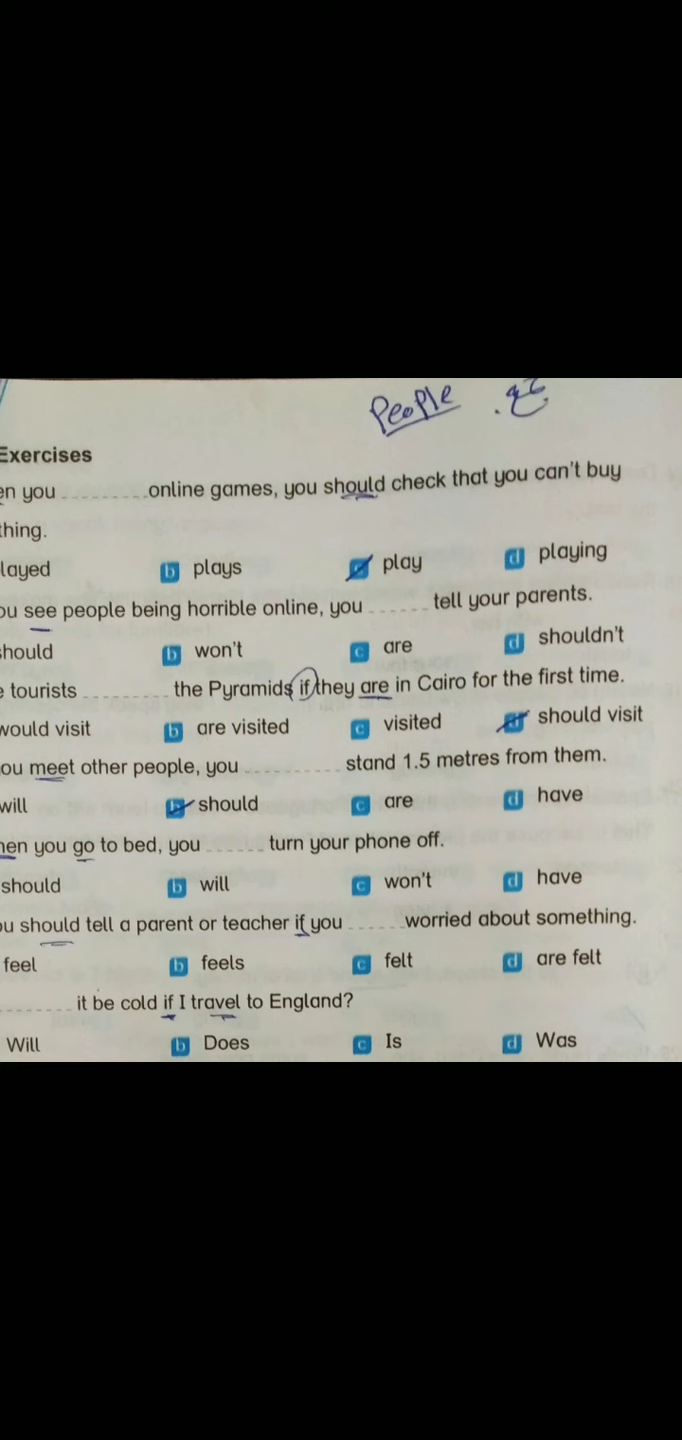 People
Exercises
en you ............ online games, you should check that you can't buy
thing.
layed b plays c play d playing
ou see people being horrible online, you ...... tell your parents.
hould b won't c are d shouldn't
e tourists ............ the Pyramids if they are in Cairo for the first time.
would visit b are visited c visited d should visit
ou meet other people, you ............ stand 1.5 metres from them.
will b should c are d have
hen you go to bed, you ...... turn your phone off.
should b will c won't d have
ou should tell a parent or teacher if you ...... worried about something.
feel b feels c felt d are felt
............ it be cold if I travel to England?
Will b Does c Is d Was